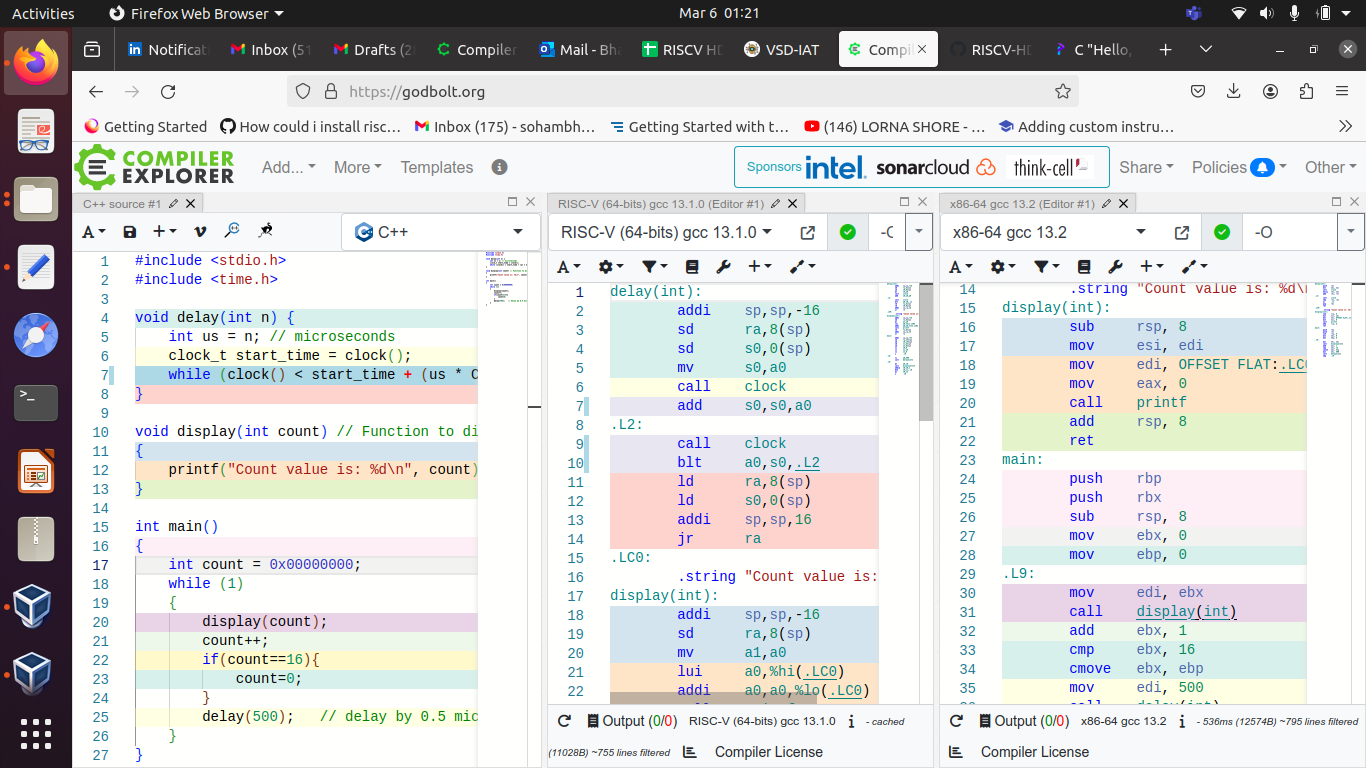 Activities
Firefox Web Browser
Mar 6 01:21
Notificat
Inbox (51
Drafts (2
Compiler
Mail - Bha
RISCV HD
VSD-IAT
Compil
RISCV-HD
C "Hello,
https://godbolt.org
Getting Started
How could i install risc…
Inbox (175) - sohambh…
Getting Started with t…
(146) LORNA SHORE - …
Adding custom instru…
COMPILER
EXPLORER
Add...
More
Templates
Sponsors
intel.
sonarcloud
think-cell
Share
Policies
Other
C++ source #1
A
C++
1 #include <stdio.h>
2 #include <time.h>
3
4 void delay(int n) {
5 int us = n; // microseconds
6 clock_t start_time = clock();
7 while (clock() < start_time + (us * C
8 }
9
10 void display(int count) // Function to di
11 {
12 printf("Count value is: %d\n", count)
13 }
14
15 int main()
16 {
17 int count = 0x00000000;
18 while (1)
19 {
20 display(count);
21 count++;
22 if(count==16){
23 count=0;
24 }
25 delay(500); // delay by 0.5 mic
26 }
27 }
RISC-V (64-bits) gcc 13.1.0 (Editor #1)
RISC-V (64-bits) gcc 13.1.0
A
1 delay(int):
2 addi sp,sp,-16
3 sd ra,8(sp)
4 sd s0,0(sp)
5 mv s0,a0
6 call clock
7 add s0,s0,a0
8 .L2:
9 call clock
10 blt a0,s0,.L2
11 ld ra,8(sp)
12 ld s0,0(sp)
13 addi sp,sp,16
14 jr ra
15 .LC0:
16 .string "Count value is:
17 display(int):
18 addi sp,sp,-16
19 sd ra,8(sp)
20 mv a1,a0
21 lui a0,%hi(.LC0)
22 addi a0,a0,%lo(.LC0)
Output (0/0) RISC-V (64-bits) gcc 13.1.0 i - cached
(11028B) ~755 lines filtered
Compiler License
x86-64 gcc 13.2 (Editor #1)
x86-64 gcc 13.2
-O
A
14 .string "Count value is: %d\n
15 display(int):
16 sub rsp, 8
17 mov esi, edi
18 mov edi, OFFSET FLAT:.LC0
19 mov eax, 0
20 call printf
21 add rsp, 8
22 ret
23 main:
24 push rbp
25 push rbx
26 sub rsp, 8
27 mov ebx, 0
28 mov ebp, 0
29 .L9:
30 mov edi, ebx
31 call display(int)
32 add ebx, 1
33 cmp ebx, 16
34 cmove ebx, ebp
35 mov edi, 500
Output (0/0) x86-64 gcc 13.2 i - 536ms (12574B) ~795 lines filtered
Compiler License